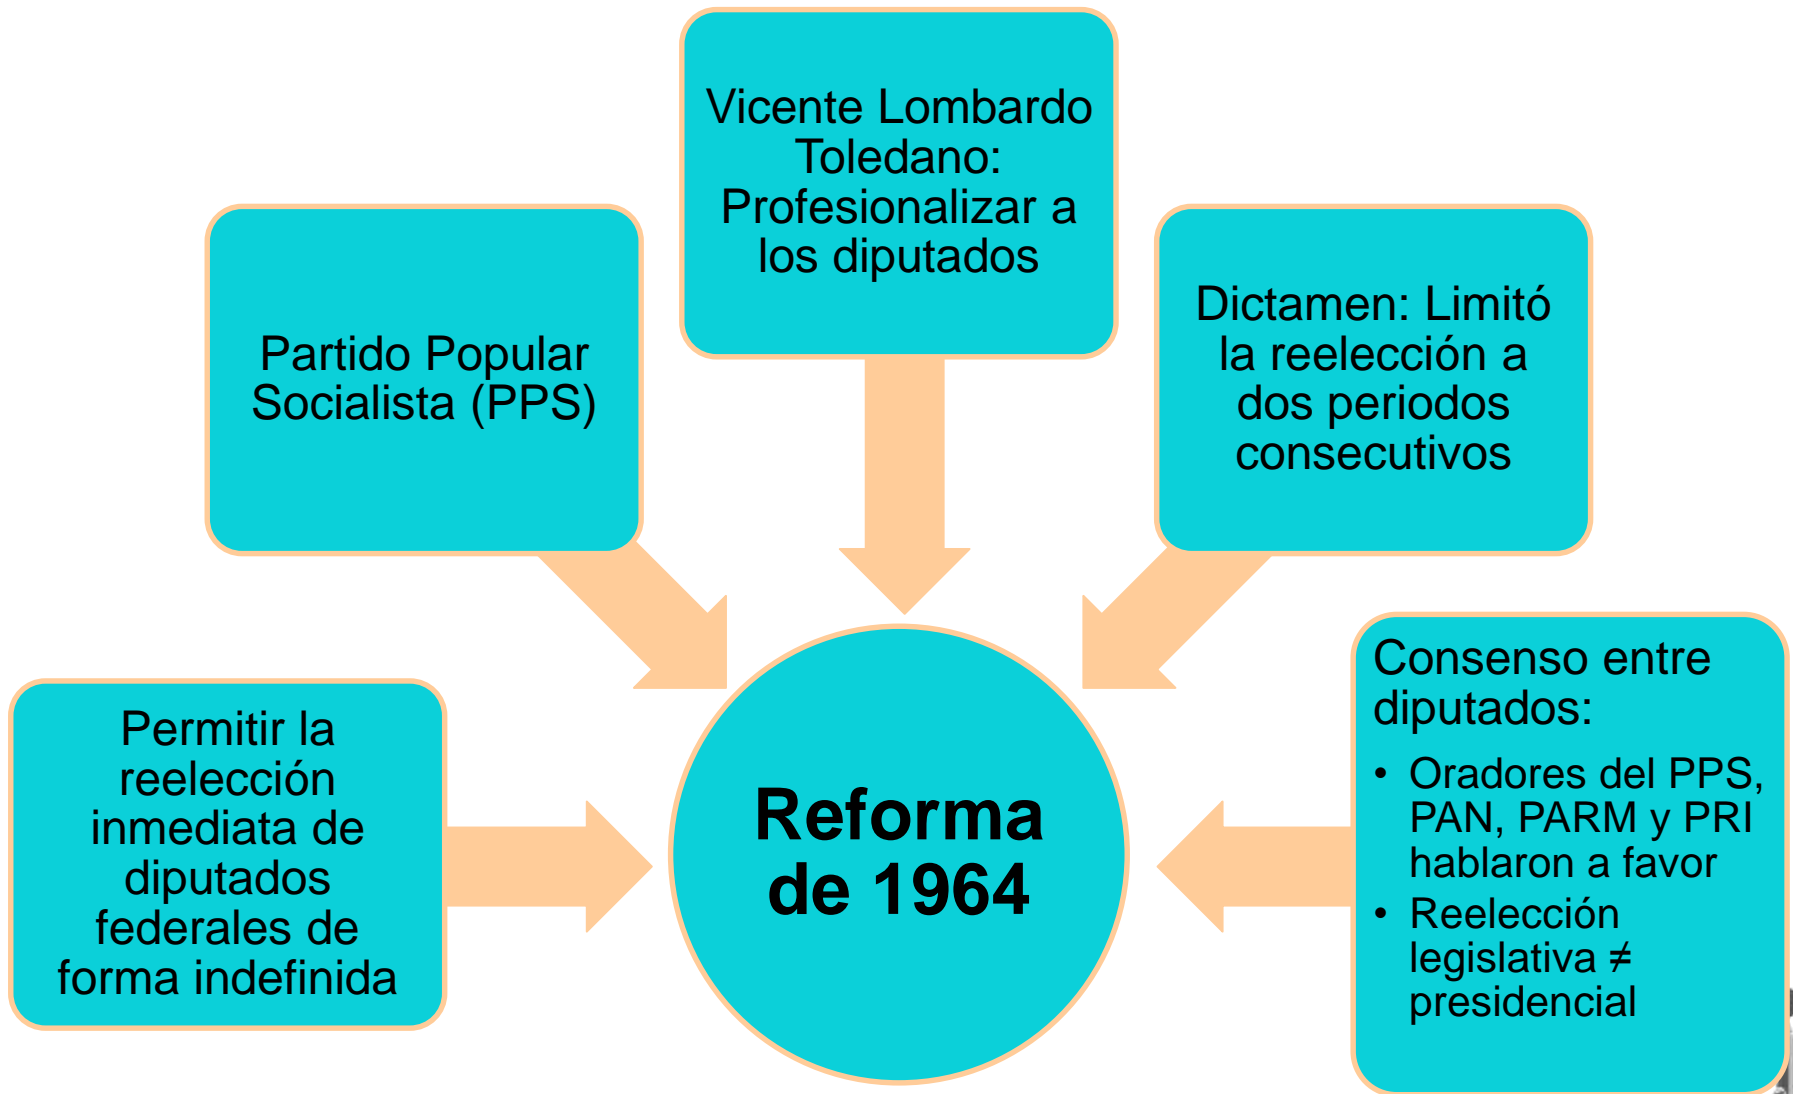 Vicente Lombardo
Toledano:
Profesionalizar a
los diputados
Partido Popular
Socialista (PPS)
Dictamen: Limitó
la reelección a
dos periodos
consecutivos
Permitir la
reelección
inmediata de
diputados
federales de
forma indefinida
Reforma
de 1964
Consenso entre
diputados:
• Oradores del PPS,
PAN, PARM y PRI
hablaron a favor
• Reelección
legislativa ≠
presidencial